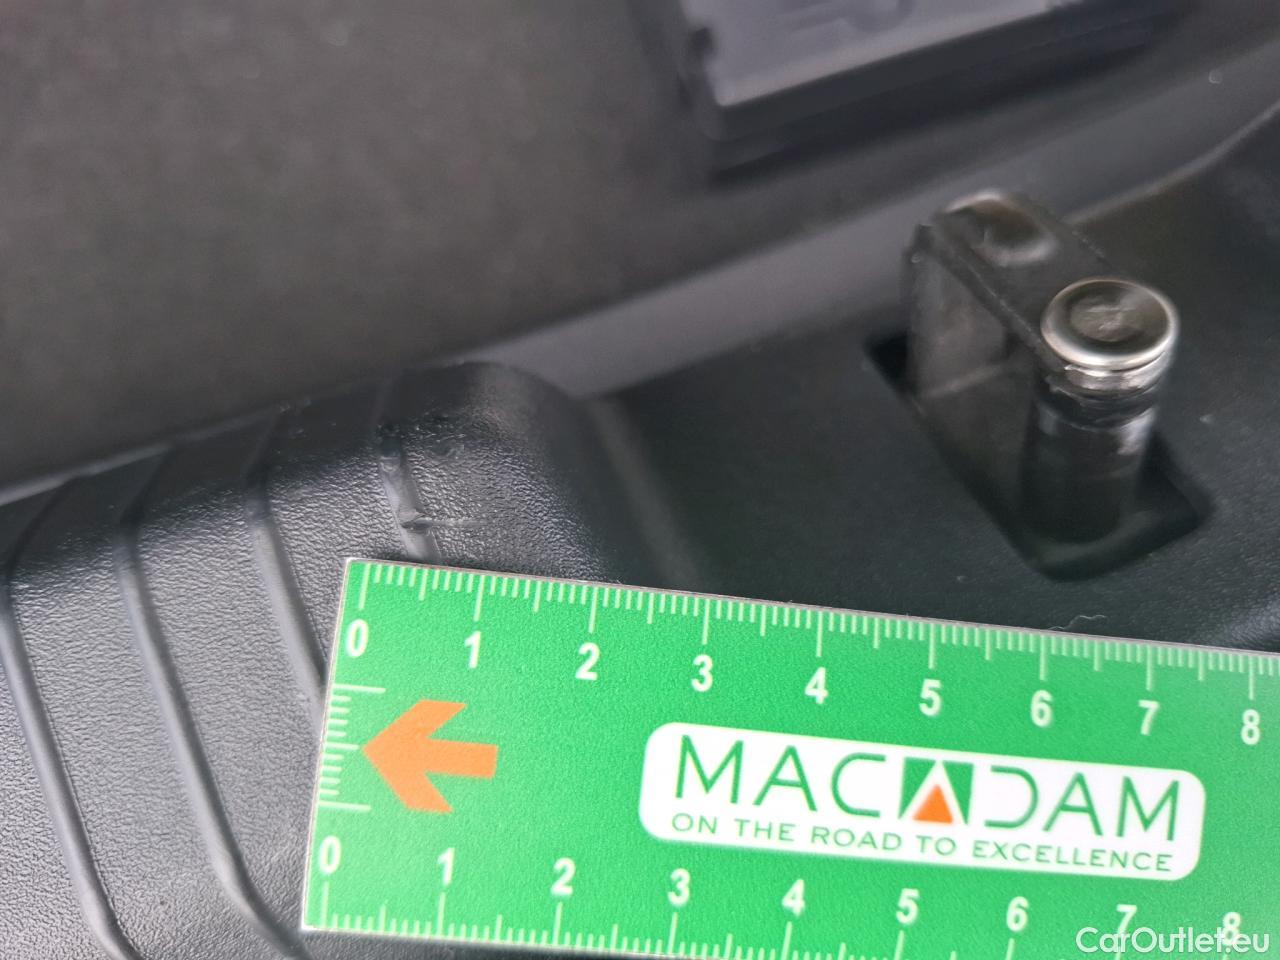 0 1 2 3 4 5 6 7 8
MACADAM
ON THE ROAD TO EXCELLENCE
0 1 2 3 4 5 6 7 8
CarOutlet.eu